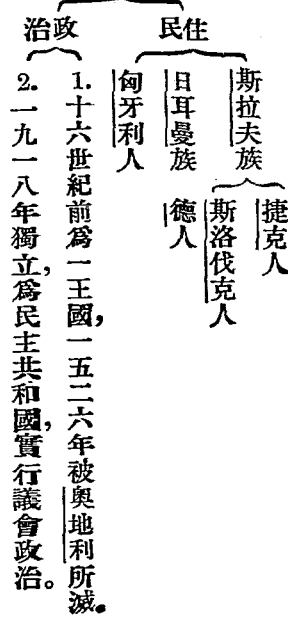 住民
斯拉夫族
捷克人
斯洛伐克人
日耳曼族
德人
匈牙利人
政治
1. 十六世紀前爲一王國，一五二六年被奥地利所滅。
2. 一九一八年獨立，爲民主共和國，實行議會政治。